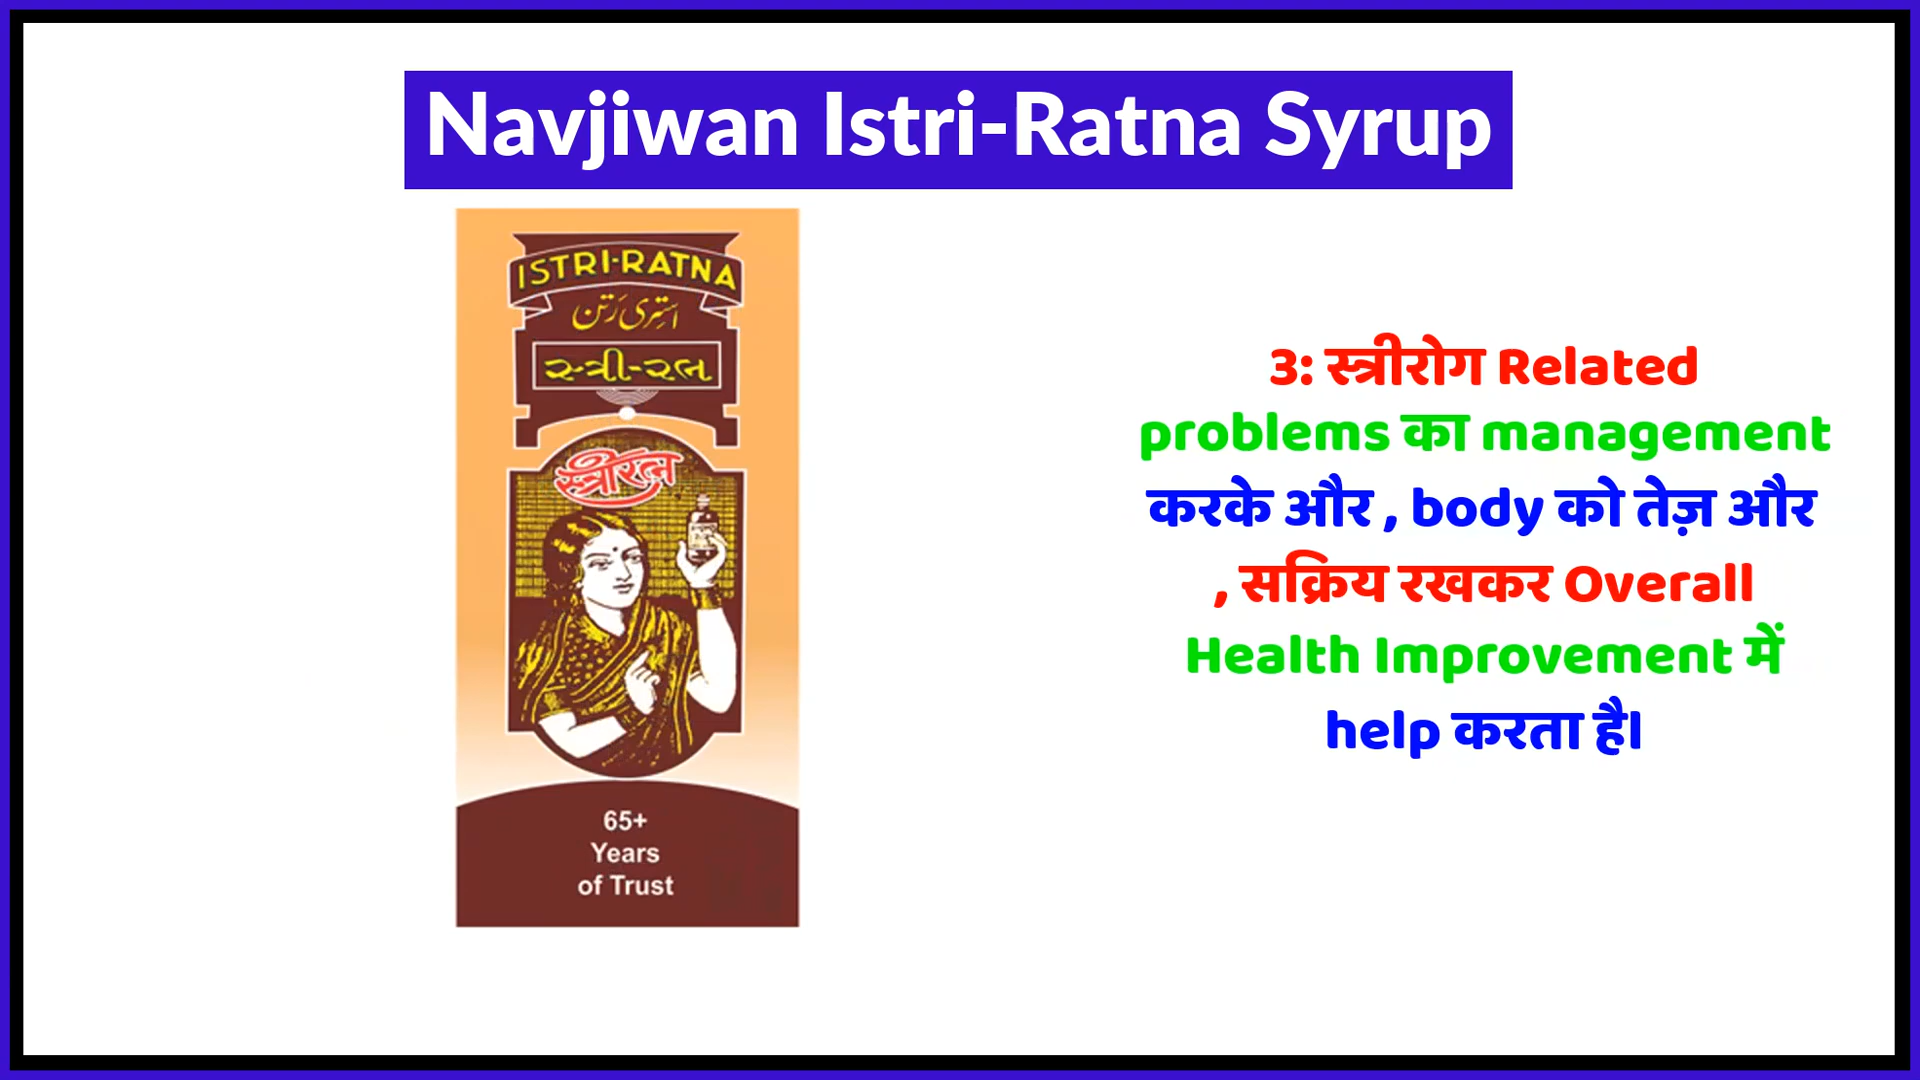 Navjiwan Istri-Ratna Syrup
ISTRI-RATNA
استری رتن
સ્ત્રી-રત્ન
स्त्रीरत्न
65+
Years
of Trust
3: स्त्रीरोग Related
problems का management
करके और , body को तेज़ और
, सक्रिय रखकर Overall
Health Improvement में
help करता है।